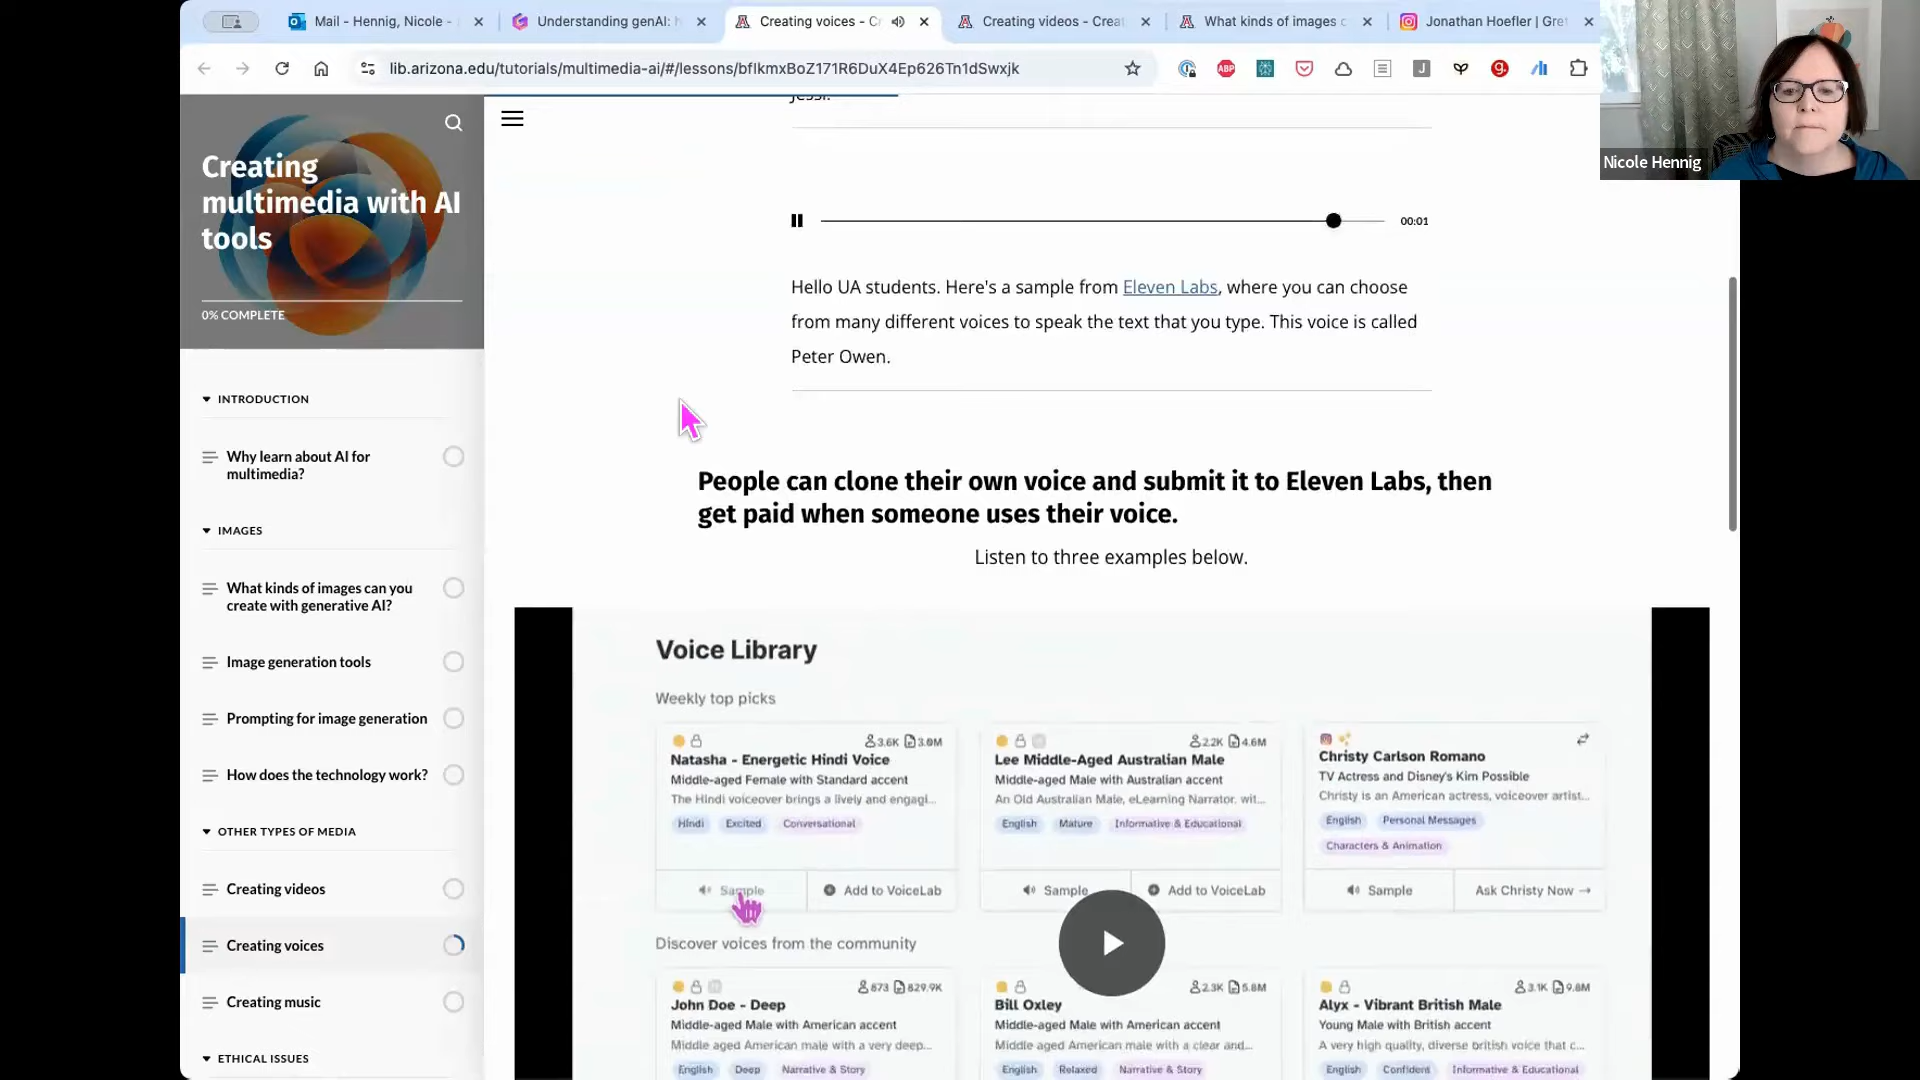 Mail - Hennig, Nicole -
Understanding genAI: h
Creating voices - C
Creating videos - Creat
What kinds of images c
Jonathan Hoefler | Gre
lib.arizona.edu/tutorials/multimedia-ai/#/lessons/bflkmxBoZ171R6DuX4Ep626Tn1dSwxjk
ABP
J
g.
Nicole Hennig
Creating
multimedia with AI
tools
0% COMPLETE
INTRODUCTION
Why learn about AI for
multimedia?
IMAGES
What kinds of images can you
create with generative AI?
Image generation tools
Prompting for image generation
How does the technology work?
OTHER TYPES OF MEDIA
Creating videos
Creating voices
Creating music
ETHICAL ISSUES
Jessi.
00:01
Hello UA students. Here's a sample from Eleven Labs, where you can choose
from many different voices to speak the text that you type. This voice is called
Peter Owen.
People can clone their own voice and submit it to Eleven Labs, then
get paid when someone uses their voice.
Listen to three examples below.
Voice Library
Weekly top picks
3.6K 3.0M
Natasha - Energetic Hindi Voice
Middle-aged Female with Standard accent
The Hindi voiceover brings a lively and engagi...
Hindi Excited Conversational
Sample Add to VoiceLab
2.2K 4.6M
Lee Middle-Aged Australian Male
Middle-aged Male with Australian accent
An Old Australian Male, eLearning Narrator. wit...
English Mature Informative & Educational
Sample Add to VoiceLab
Christy Carlson Romano
TV Actress and Disney's Kim Possible
Christy is an American actress, voiceover artist...
English Personal Messages
Characters & Animation
Sample Ask Christy Now →
Discover voices from the community
873 829.9K
John Doe - Deep
Middle-aged Male with American accent
Middle aged American male with a very deep...
English Deep Narrative & Story
2.3K 5.8M
Bill Oxley
Middle-aged Male with American accent
Middle aged American male with a clear and...
English Relaxed Narrative & Story
3.1K 9.8M
Alyx - Vibrant British Male
Young Male with British accent
A very high quality, diverse british voice that c...
English Confident Informative & Educational